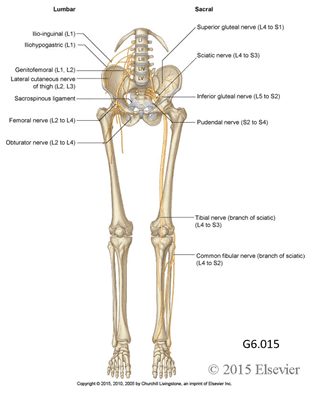 Lumbar
Sacral
Superior gluteal nerve (L4 to S1)
Ilio-inguinal (L1)
Iliohypogastric (L1)
Sciatic nerve (L4 to S3)
Genitofemoral (L1, L2)
Lateral cutaneous nerve
of thigh (L2, L3)
Sacrospinous ligament
Inferior gluteal nerve (L5 to S2)
Femoral nerve (L2 to L4)
Pudendal nerve (S2 to S4)
Obturator nerve (L2 to L4)
Tibial nerve (branch of sciatic)
(L4 to S3)
Common fibular nerve (branch of sciatic)
(L4 to S2)
G6.015
© 2015 Elsevier
Copyright © 2015, 2010, 2005 by Churchill Livingstone, an imprint of Elsevier Inc.